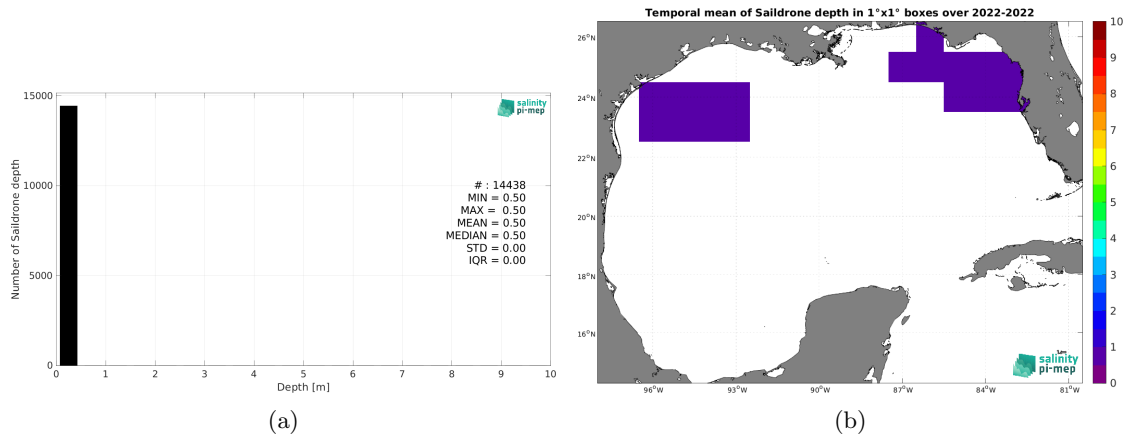 15000
10000
5000
0
0 1 2 3 4 5 6 7 8 9 10
Number of Saildrone depth
Depth [m]
salinity
pi-mep
# : 14438
MIN = 0.50
MAX = 0.50
MEAN = 0.50
MEDIAN = 0.50
STD = 0.00
IQR = 0.00
(a)
Temporal mean of Saildrone depth in 1°x1° boxes over 2022-2022
26°N
24°N
22°N
20°N
18°N
16°N
96°W 93°W 90°W 87°W 84°W 81°W
salinity
pi-mep
10
9
8
7
6
5
4
3
2
1
0
(b)